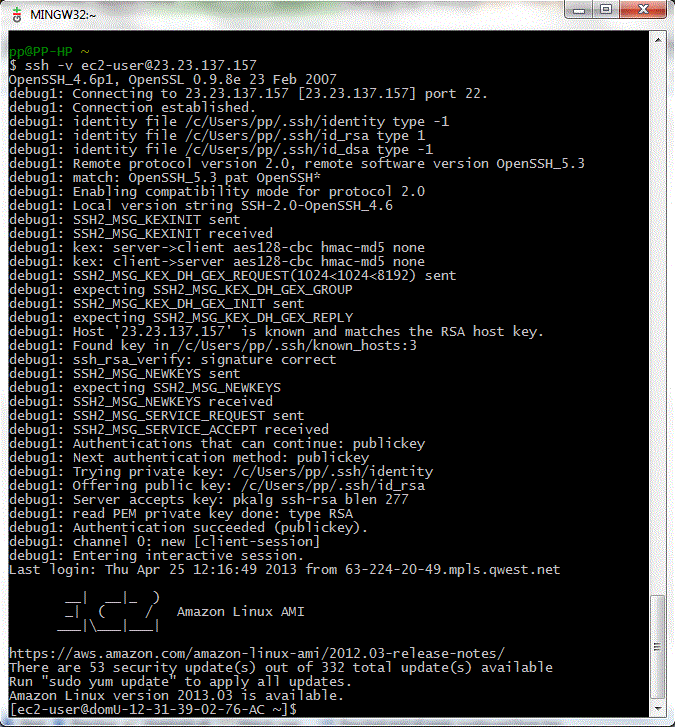 MINGW32:~
pp@PP-HP ~
$ ssh -v ec2-user@23.23.137.157
OpenSSH_4.6p1, OpenSSL 0.9.8e 23 Feb 2007
debug1: Connecting to 23.23.137.157 [23.23.137.157] port 22.
debug1: Connection established.
debug1: identity file /c/Users/pp/.ssh/identity type -1
debug1: identity file /c/Users/pp/.ssh/id_rsa type 1
debug1: identity file /c/Users/pp/.ssh/id_dsa type -1
debug1: Remote protocol version 2.0, remote software version OpenSSH_5.3
debug1: match: OpenSSH_5.3 pat OpenSSH*
debug1: Enabling compatibility mode for protocol 2.0
debug1: Local version string SSH-2.0-OpenSSH_4.6
debug1: SSH2_MSG_KEXINIT sent
debug1: SSH2_MSG_KEXINIT received
debug1: kex: server->client aes128-cbc hmac-md5 none
debug1: kex: client->server aes128-cbc hmac-md5 none
debug1: SSH2_MSG_KEX_DH_GEX_REQUEST(1024<1024<8192) sent
debug1: expecting SSH2_MSG_KEX_DH_GEX_GROUP
debug1: SSH2_MSG_KEX_DH_GEX_INIT sent
debug1: expecting SSH2_MSG_KEX_DH_GEX_REPLY
debug1: Host '23.23.137.157' is known and matches the RSA host key.
debug1: Found key in /c/Users/pp/.ssh/known_hosts:3
debug1: ssh_rsa_verify: signature correct
debug1: SSH2_MSG_NEWKEYS sent
debug1: expecting SSH2_MSG_NEWKEYS
debug1: SSH2_MSG_NEWKEYS received
debug1: SSH2_MSG_SERVICE_REQUEST sent
debug1: SSH2_MSG_SERVICE_ACCEPT received
debug1: Authentications that can continue: publickey
debug1: Next authentication method: publickey
debug1: Trying private key: /c/Users/pp/.ssh/identity
debug1: Offering public key: /c/Users/pp/.ssh/id_rsa
debug1: Server accepts key: pkalg ssh-rsa blen 277
debug1: read PEM private key done: type RSA
debug1: Authentication succeeded (publickey).
debug1: channel 0: new [client-session]
debug1: Entering interactive session.
Last login: Thu Apr 25 12:16:49 2013 from 63-224-20-49.mpls.qwest.net
       __|  __|_  )
       _|  (     /   Amazon Linux AMI
      ___|\___|___|
https://aws.amazon.com/amazon-linux-ami/2012.03-release-notes/
There are 53 security update(s) out of 332 total update(s) available
Run "sudo yum update" to apply all updates.
Amazon Linux version 2013.03 is available.
[ec2-user@domU-12-31-39-02-76-AC ~]$